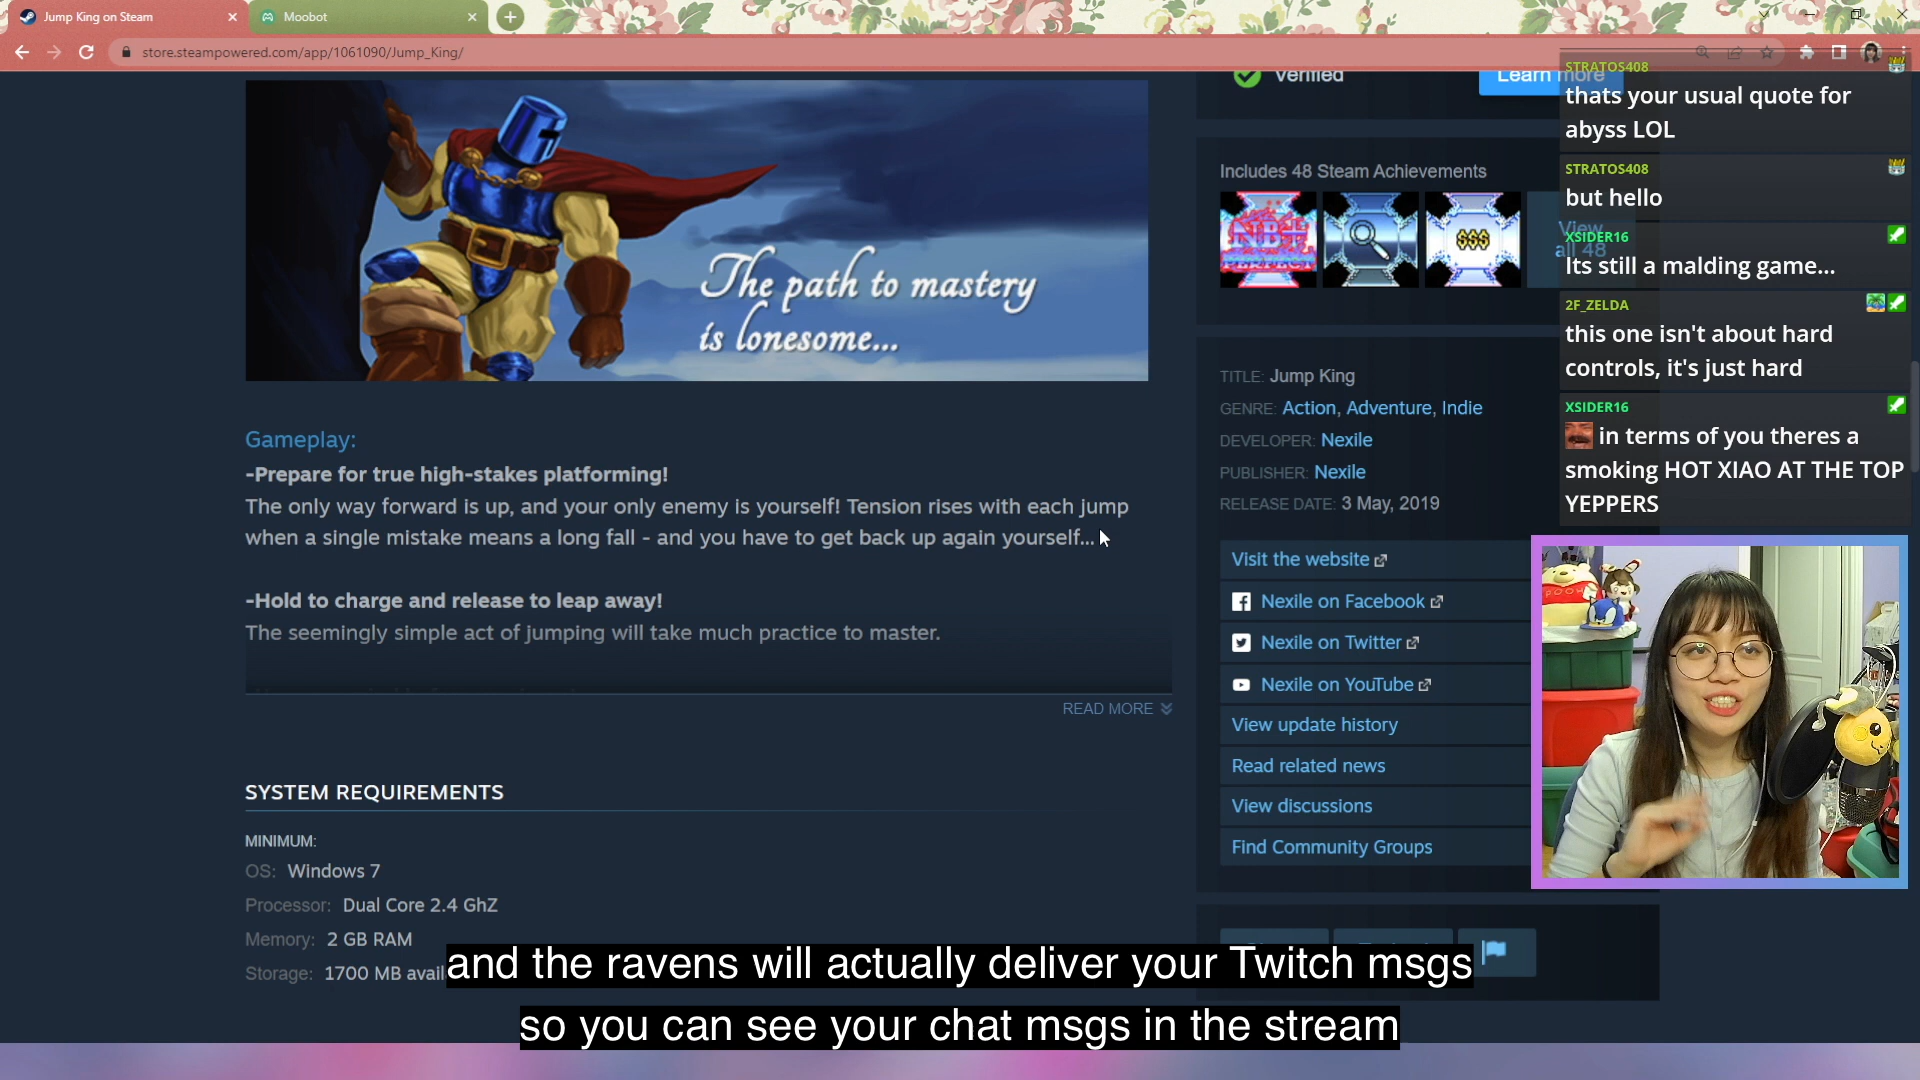 Jump King on Steam
Moobot
store.steampowered.com/app/1061090/Jump_King/
Verified
Learn more
The path to mastery
is lonesome...
Includes 48 Steam Achievements
NB+
$$$
View
all 48
TITLE: Jump King
GENRE: Action, Adventure, Indie
DEVELOPER: Nexile
PUBLISHER: Nexile
RELEASE DATE: 3 May, 2019
Gameplay:
-Prepare for true high-stakes platforming!
The only way forward is up, and your only enemy is yourself! Tension rises with each jump
when a single mistake means a long fall - and you have to get back up again yourself...
-Hold to charge and release to leap away!
The seemingly simple act of jumping will take much practice to master.
READ MORE
Visit the website
Nexile on Facebook
Nexile on Twitter
Nexile on YouTube
View update history
Read related news
View discussions
Find Community Groups
SYSTEM REQUIREMENTS
MINIMUM:
OS: Windows 7
Processor: Dual Core 2.4 GhZ
Memory: 2 GB RAM
Storage: 1700 MB avail
STRATOS408
thats your usual quote for
abyss LOL
STRATOS408
but hello
XSIDER16
Its still a malding game...
2F_ZELDA
this one isn't about hard
controls, it's just hard
XSIDER16
in terms of you theres a
smoking HOT XIAO AT THE TOP
YEPPERS
and the ravens will actually deliver your Twitch msgs
so you can see your chat msgs in the stream